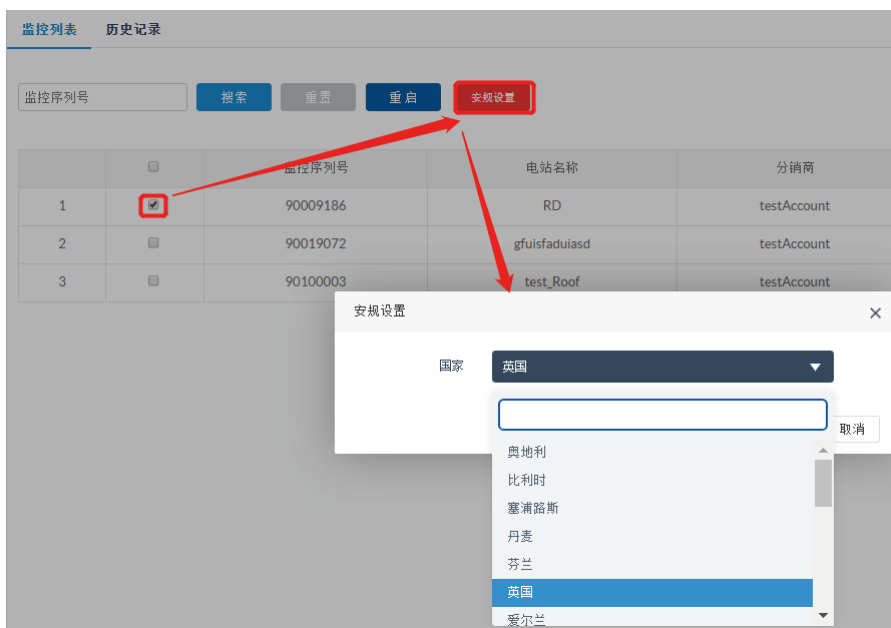 监控列表 历史记录
监控序列号 搜索 重置 重启 安规设置
监控序列号 电站名称 分销商
1 90009186 RD testAccount
2 90019072 gfuisfaduiasd testAccount
3 90100003 test_Roof testAccount
安规设置
国家 英国
取消
奥地利
比利时
塞浦路斯
丹麦
芬兰
英国
爱尔兰